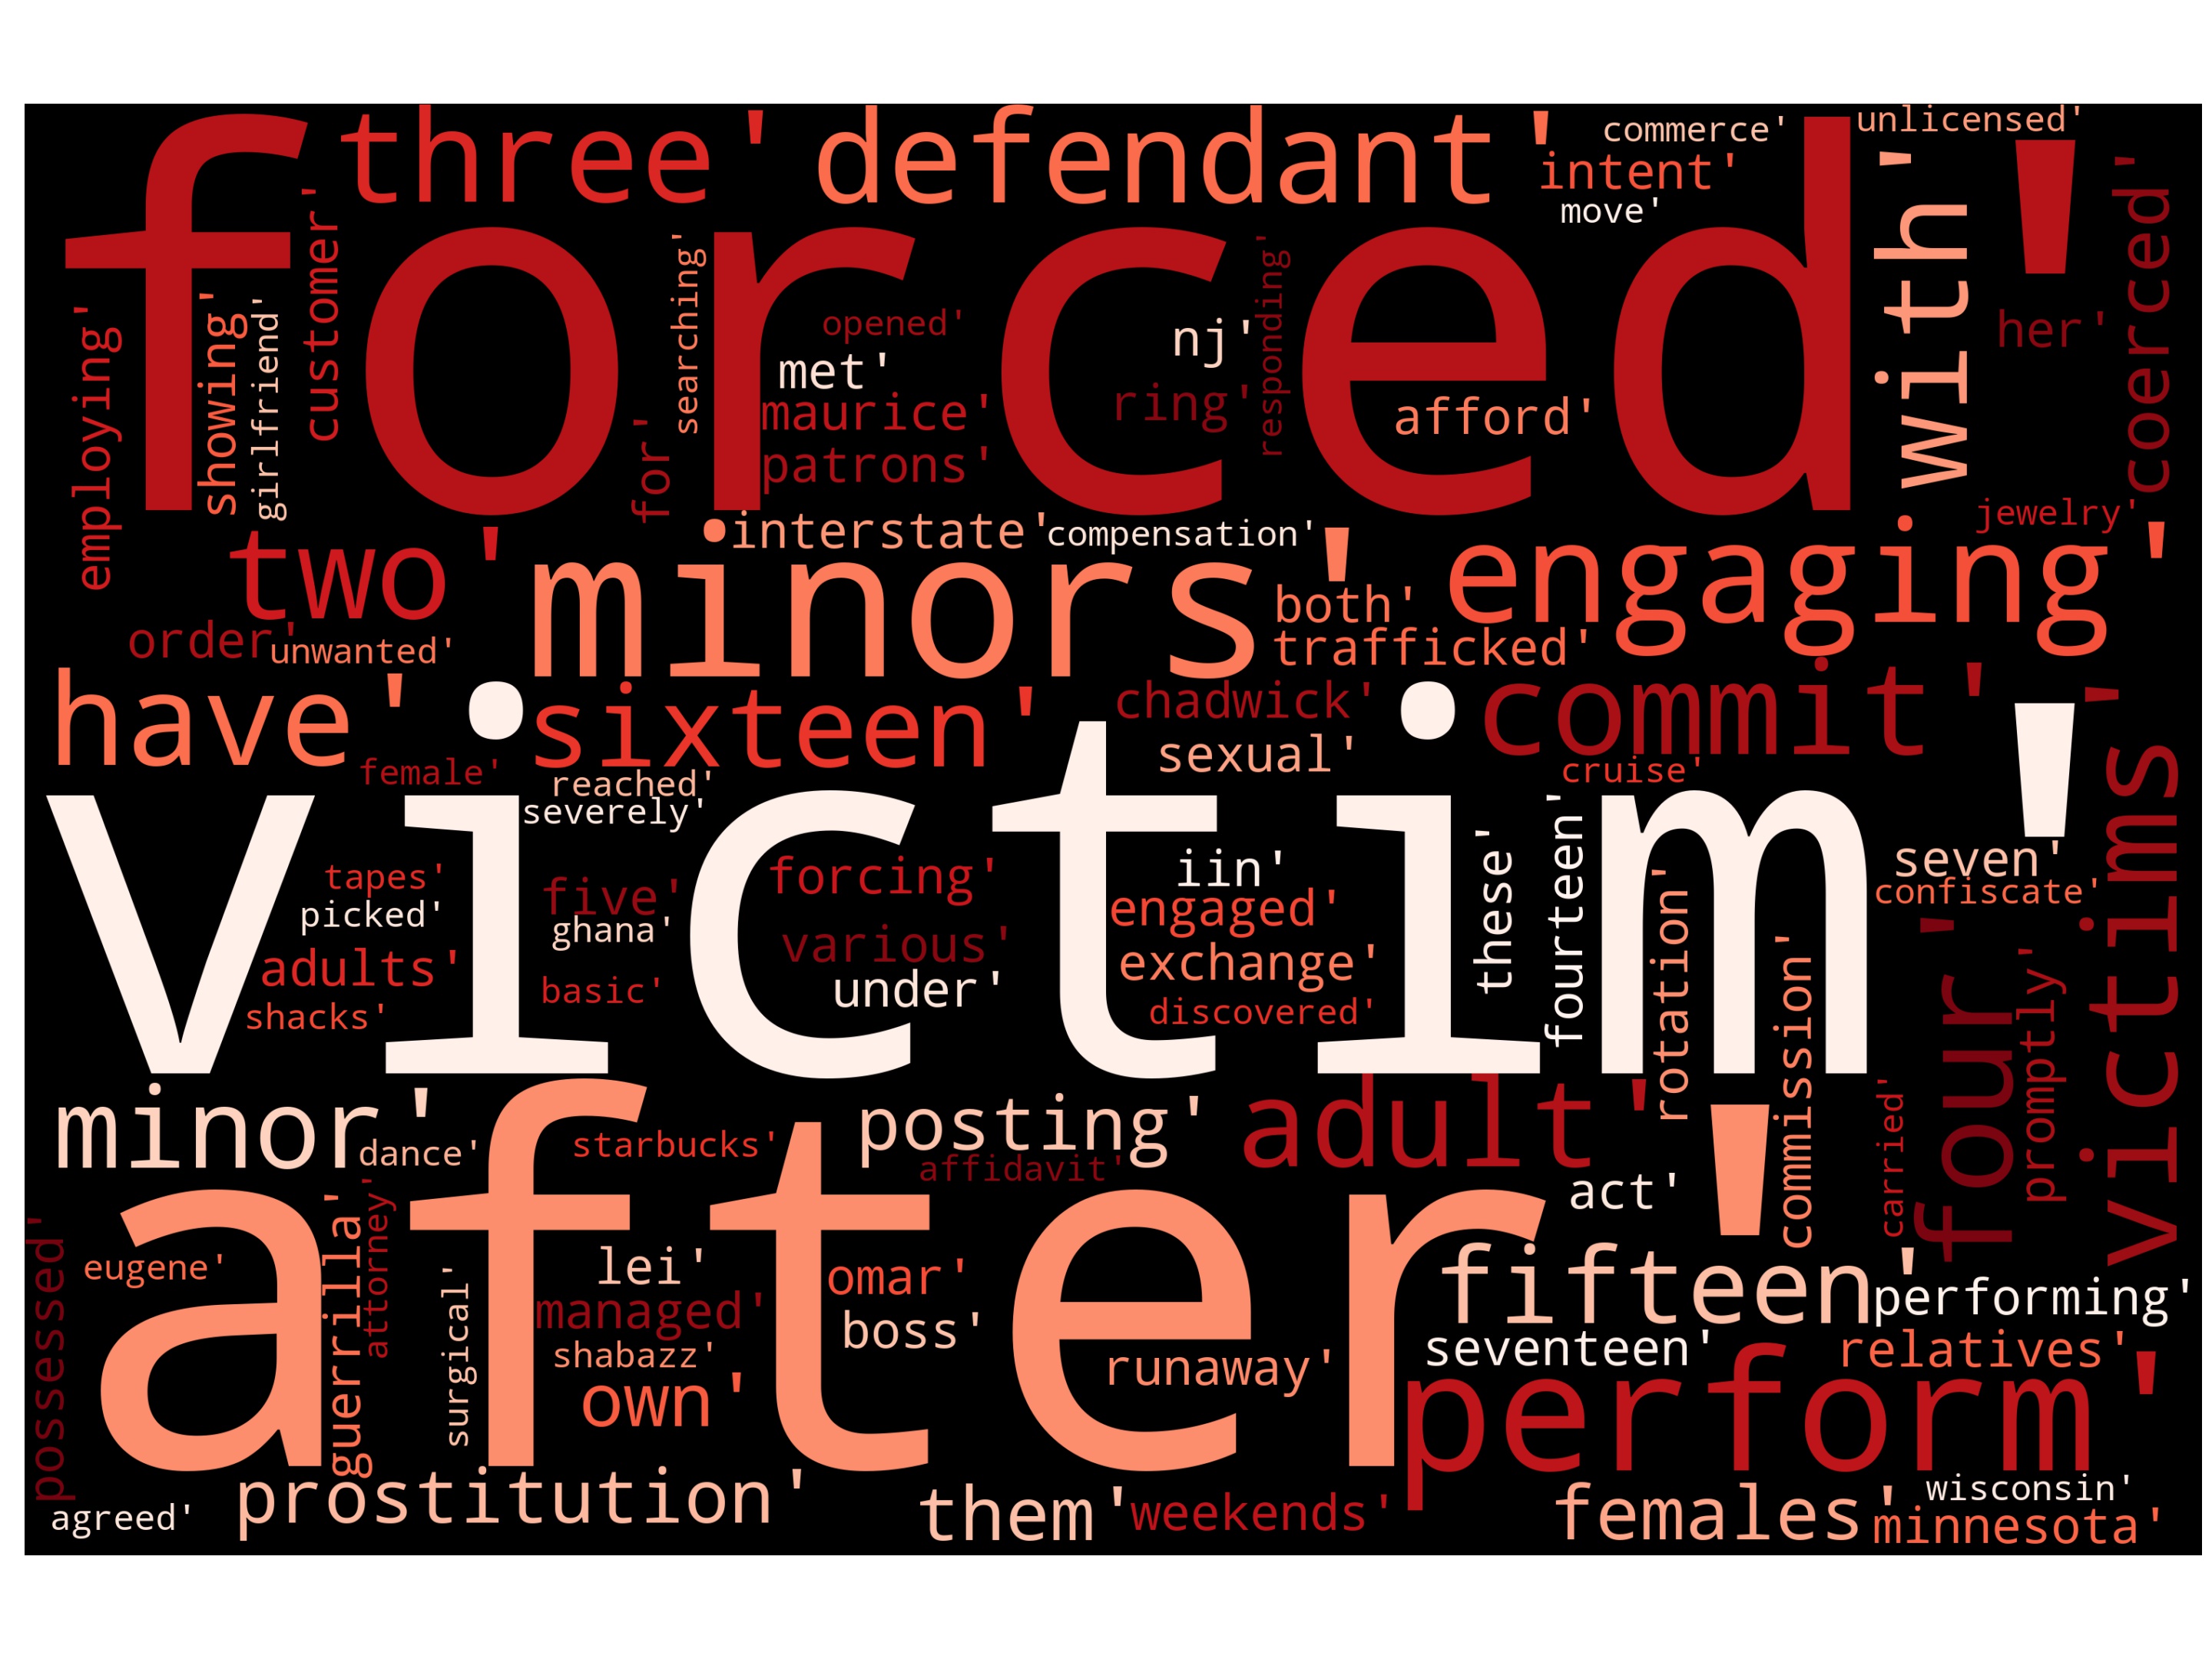 forced'
three'
defendant'
commerce'
unlicensed'
intent'
move'
with'
coerced'
her'
customer'
employing'
showing'
girlfriend'
searching'
for'
opened'
met'
maurice'
patrons'
nj'
ring'
responding'
afford'
jewelry'
interstate'
compensation'
two'
minors'
both'
trafficked'
engaging'
order'
unwanted'
have'
sixteen'
chadwick'
sexual'
commit'
cruise'
female'
reached'
severely'
victim'
tapes'
picked'
adults'
shacks'
five'
ghana'
basic'
forcing'
various'
under'
iin'
engaged'
exchange'
discovered'
these'
fourteen'
rotation'
commission'
seven'
confiscate'
four'
promptly'
victims'
minor'
dance'
starbucks'
posting'
affidavit'
adult'
act'
carried'
after'
possessed'
eugene'
guerrilla'
attorney'
surgical'
lei'
managed'
shabazz'
own'
omar'
boss'
runaway'
fifteen'
performing'
seventeen'
relatives'
perform'
agreed'
prostitution'
them'
weekends'
females'
wisconsin'
minnesota'